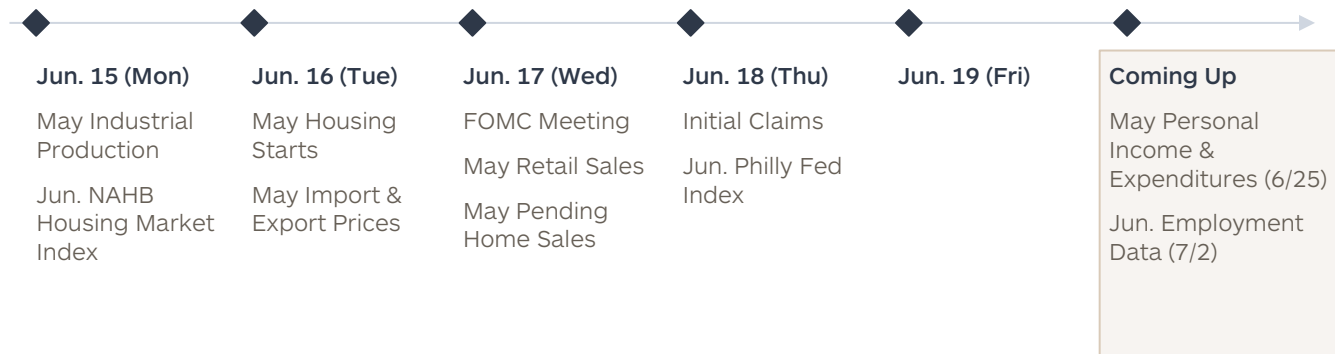 Jun. 15 (Mon)
May Industrial
Production
Jun. NAHB
Housing Market
Index
Jun. 16 (Tue)
May Housing
Starts
May Import &
Export Prices
Jun. 17 (Wed)
FOMC Meeting
May Retail Sales
May Pending
Home Sales
Jun. 18 (Thu)
Initial Claims
Jun. Philly Fed
Index
Jun. 19 (Fri)
Coming Up
May Personal
Income &
Expenditures (6/25)
Jun. Employment
Data (7/2)